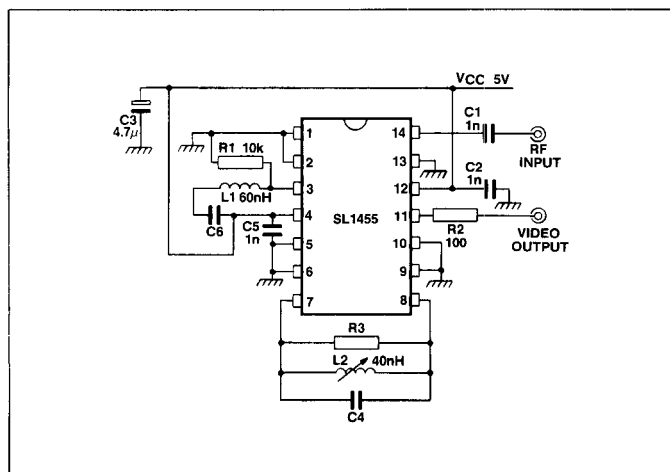 VCC 5V
C3
4.7µ
C1
1n
1
14
RF
INPUT
R1 10k
2
13
C2
1n
3
12
L1 60nH
4
SL1455
11
C6
C5
1n
R2
100
VIDEO
OUTPUT
5
10
6
9
7
8
R3
L2
40nH
C4